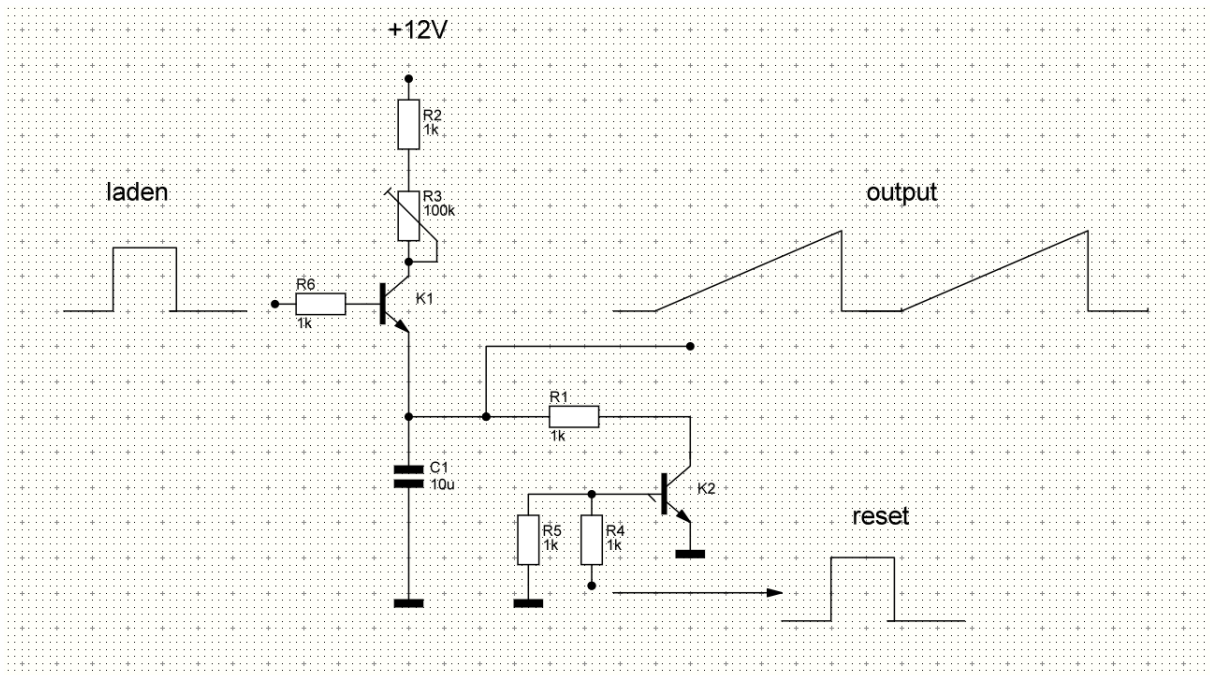 +12V
R2
1k
laden
R3
100k
output
R6
1k
K1
R1
1k
C1
10u
K2
R5
1k
R4
1k
reset